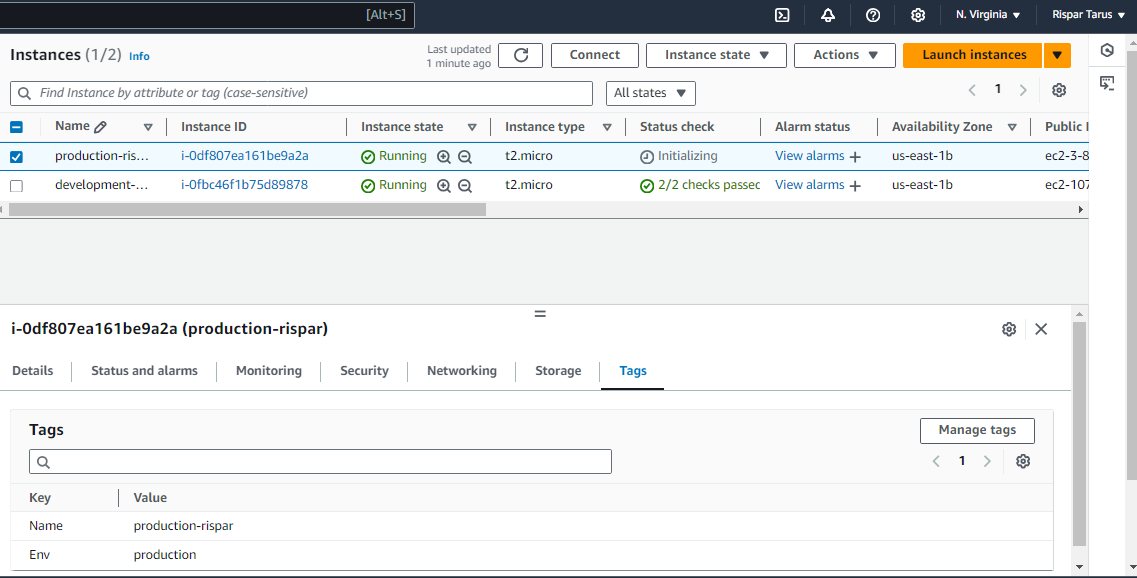 [Alt+S] N. Virginia Rispar Tarus
Instances (1/2) Info
Last updated
1 minute ago
Connect Instance state Actions Launch instances
Find Instance by attribute or tag (case-sensitive) All states 1
Name Instance ID Instance state Instance type Status check Alarm status Availability Zone Public I
production-ris... i-0df807ea161be9a2a Running t2.micro Initializing View alarms + us-east-1b ec2-3-8
development-... i-0fbc46f1b75d89878 Running t2.micro 2/2 checks passec View alarms + us-east-1b ec2-107
i-0df807ea161be9a2a (production-rispar)
Details Status and alarms Monitoring Security Networking Storage Tags
Tags Manage tags
1
Key Value
Name production-rispar
Env production